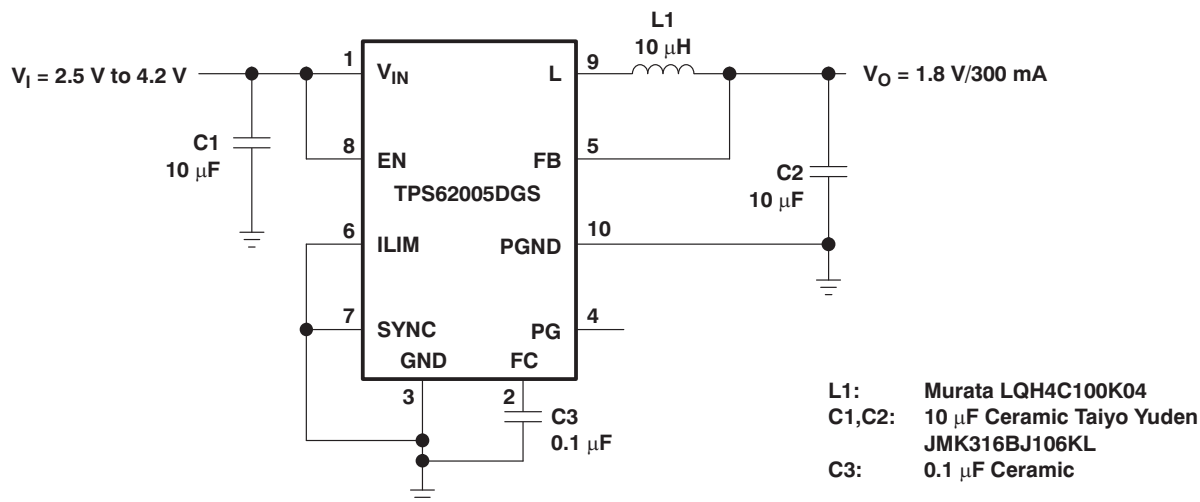 L1
10 µH
V_I = 2.5 V to 4.2 V
1
V_IN
L
9
V_O = 1.8 V/300 mA
C1
10 µF
8
EN
FB
5
C2
10 µF
TPS62005DGS
6
ILIM
PGND
10
7
SYNC
PG
4
GND
FC
3
2
C3
0.1 µF
L1: Murata LQH4C100K04
C1,C2: 10 µF Ceramic Taiyo Yuden
JMK316BJ106KL
C3: 0.1 µF Ceramic